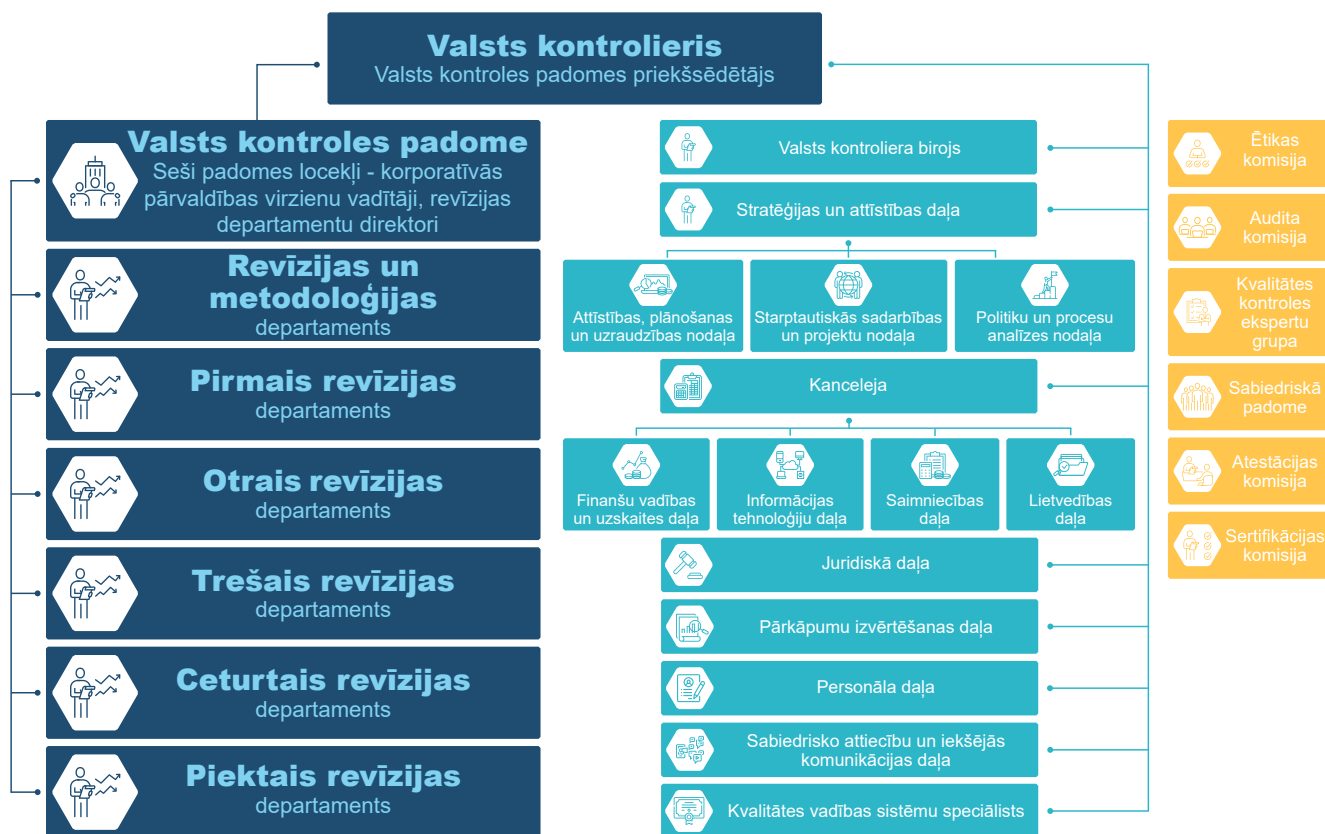 Valsts kontrolieris
Valsts kontroles padomes priekšsēdētājs
Valsts kontroles padome
Seši padomes locekļi - korporatīvās
pārvaldības virzienu vadītāji, revīzijas
departamentu direktori
Revīzijas un
metodoloģijas
departaments
Pirmais revīzijas
departaments
Otrais revīzijas
departaments
Trešais revīzijas
departaments
Ceturtais revīzijas
departaments
Piektais revīzijas
departaments
Valsts kontroliera birojs
Stratēģijas un attīstības daļa
Attīstības, plānošanas
un uzraudzības nodaļa
Starptautiskās sadarbības
un projektu nodaļa
Politiku un procesu
analīzes nodaļa
Kanceleja
Finanšu vadības
un uzskaites daļa
Informācijas
tehnoloģiju daļa
Saimniecības
daļa
Lietvedības
daļa
Juridiskā daļa
Pārkāpumu izvērtēšanas daļa
Personāla daļa
Sabiedrisko attiecību un iekšējās
komunikācijas daļa
Kvalitātes vadības sistēmu speciālists
Ētikas
komisija
Audita
komisija
Kvalitātes
kontroles
ekspertu
grupa
Sabiedriskā
padome
Atestācijas
komisija
Sertifikācijas
komisija